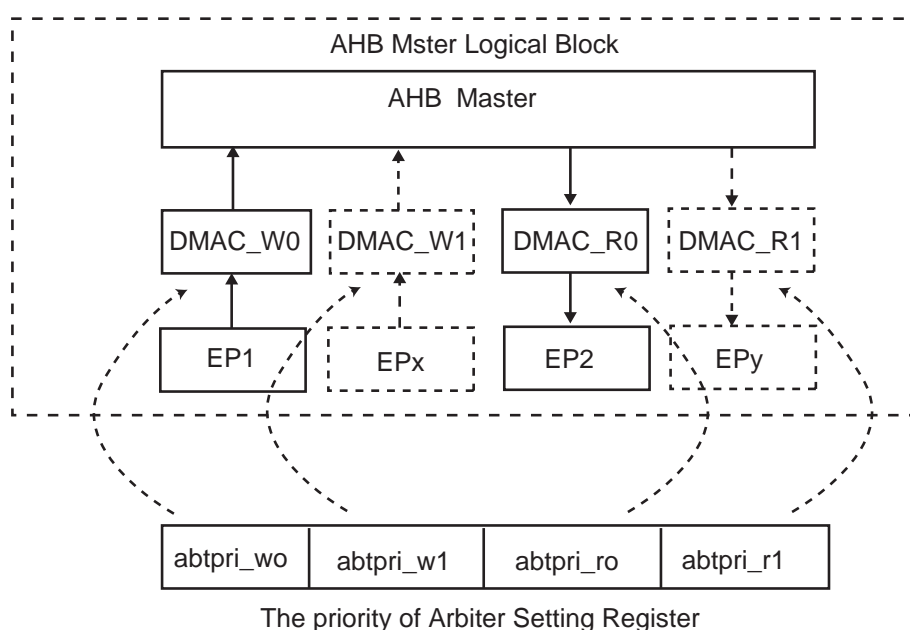 AHB Mster Logical Block
AHB Master
DMAC_W0 DMAC_W1 DMAC_R0 DMAC_R1
EP1 EPx EP2 EPy
abtpri_wo abtpri_w1 abtpri_ro abtpri_r1
The priority of Arbiter Setting Register